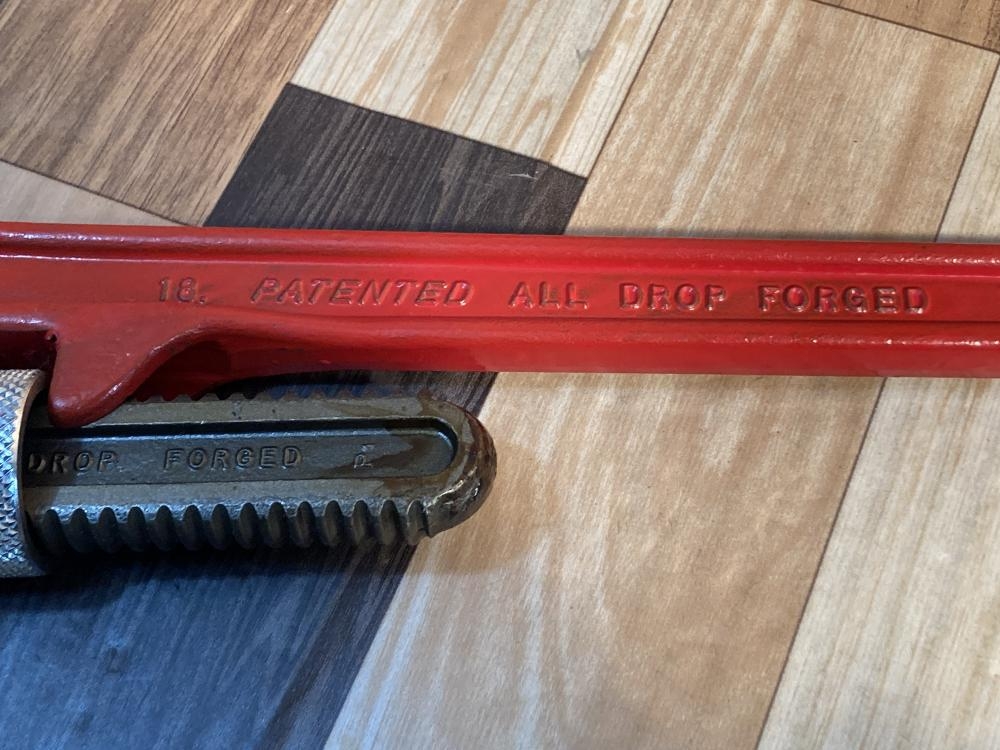 18. PATENTED ALL DROP FORGED
DROP FORGED